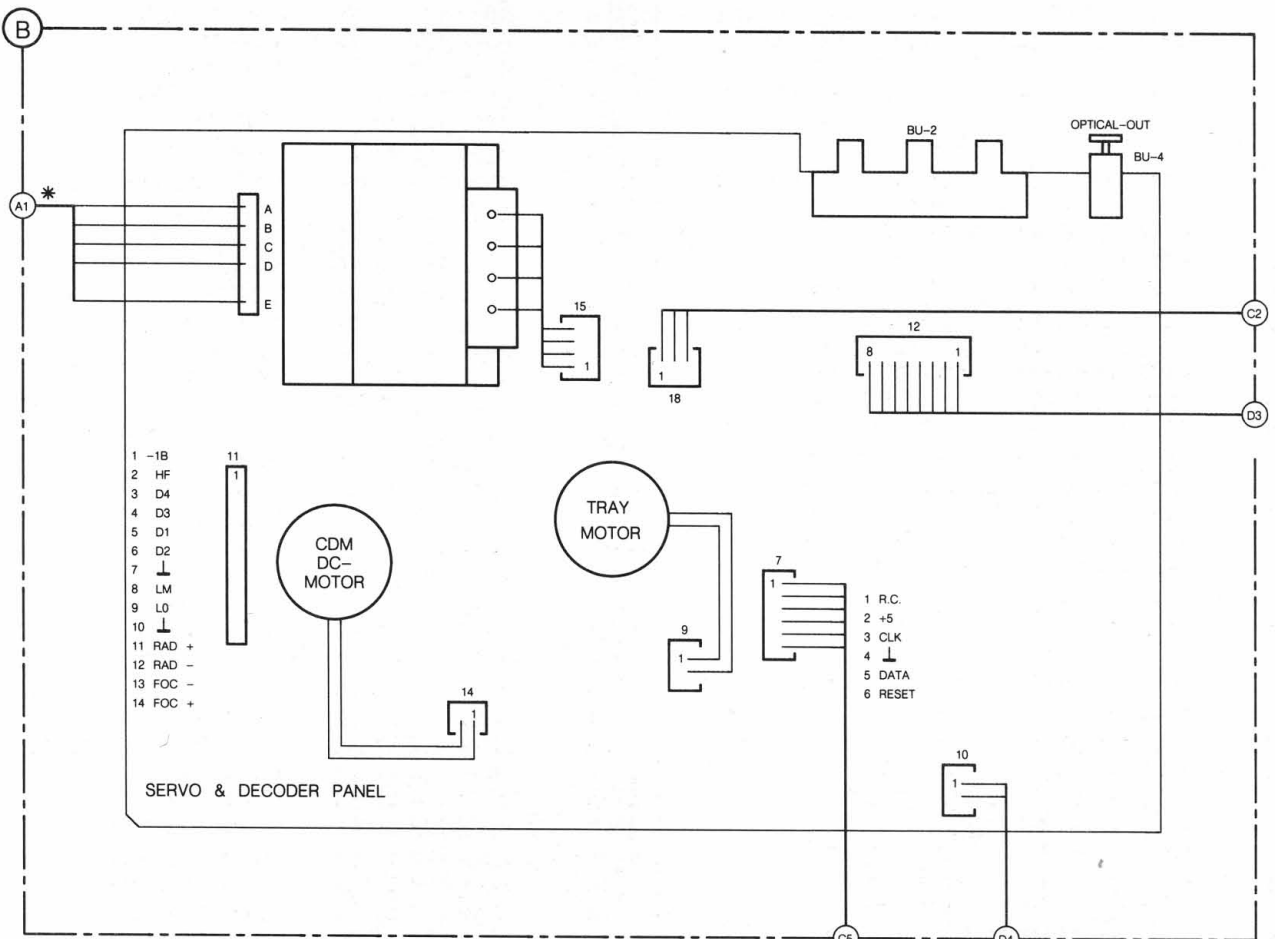 B
OPTICAL-OUT
BU-2
BU-4
A1 *
A
B
C
D
E
15
1
C2
12
8 1
1
18
D3
1 -1B
2 HF
3 D4
4 D3
5 D1
6 D2
7 ⊥
8 LM
9 L0
10 ⊥
11 RAD +
12 RAD -
13 FOC -
14 FOC +
11
1
CDM
DC-
MOTOR
TRAY
MOTOR
7
1
1 R.C.
2 +5
3 CLK
4 ⊥
5 DATA
6 RESET
9
1
14
1
10
1
SERVO & DECODER PANEL
C5